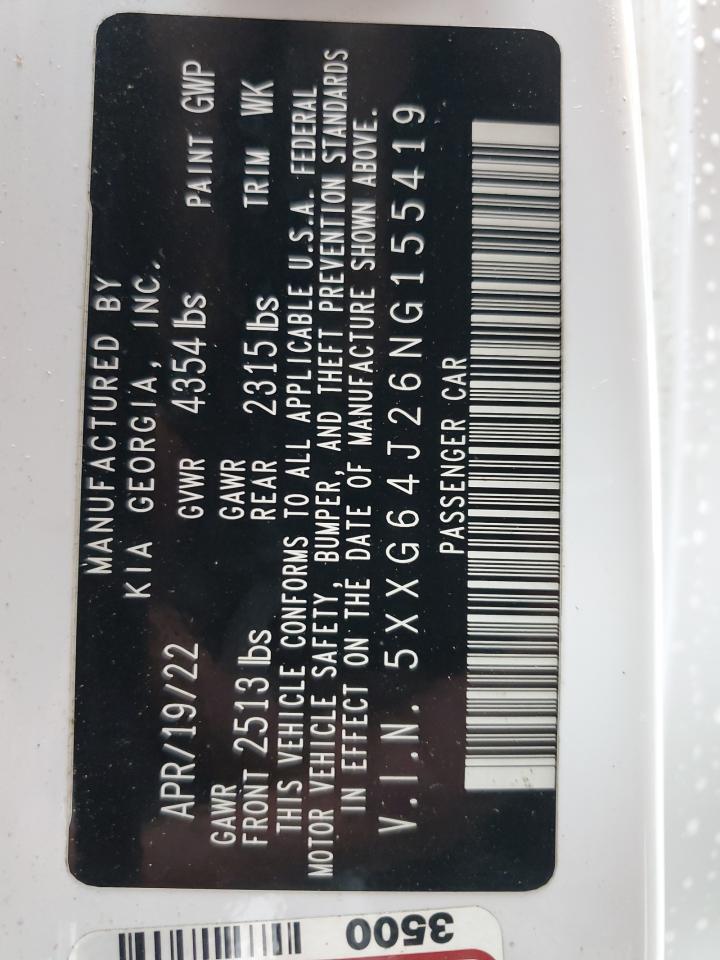 MANUFACTURED BY
KIA GEORGIA, INC.
APR/19/22 GVWR 4354 lbs PAINT GWP
GAWR GAWR
FRONT 2513 lbs REAR 2315 lbs TRIM WK
THIS VEHICLE CONFORMS TO ALL APPLICABLE U.S.A. FEDERAL
MOTOR VEHICLE SAFETY, BUMPER, AND THEFT PREVENTION STANDARDS
IN EFFECT ON THE DATE OF MANUFACTURE SHOWN ABOVE.
V.I.N. 5XXG64J26NG155419
PASSENGER CAR
3500